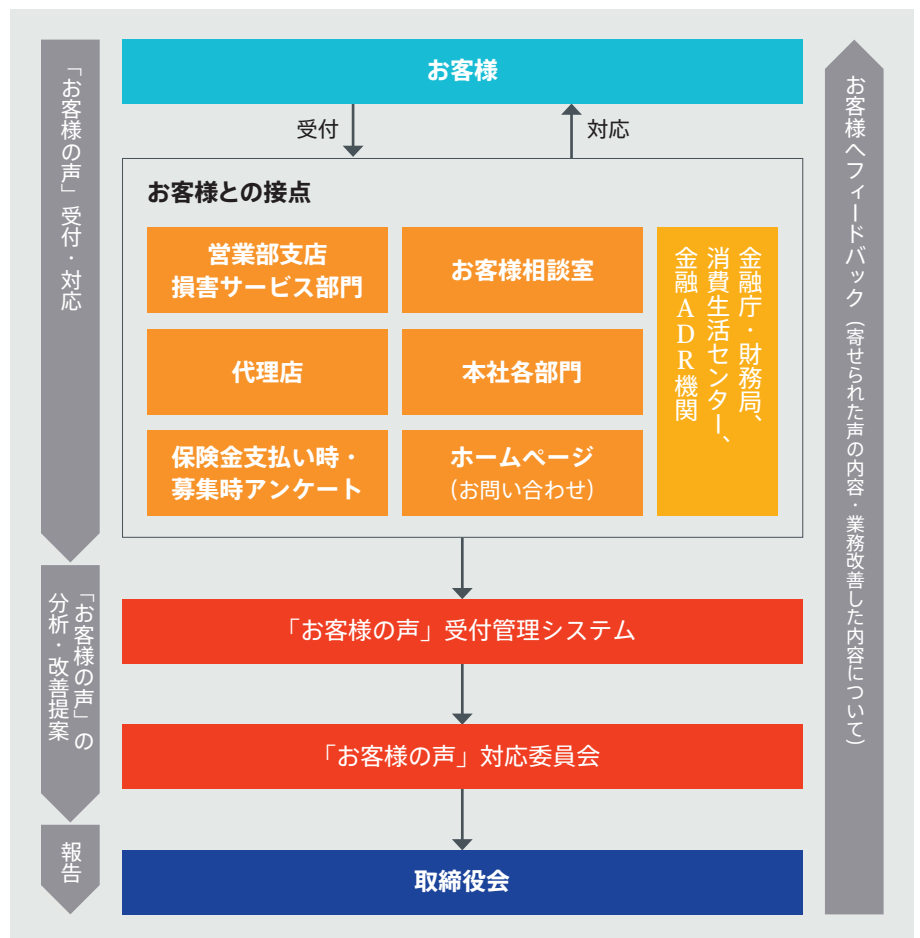 お客様
受付
対応
お客様との接点
営業部支店
損害サービス部門
お客様相談室
代理店
本社各部門
保険金支払い時・
募集時アンケート
ホームページ
（お問い合わせ）
金融庁・財務局、
消費生活センター、
金融ADR機関
「お客様の声」受付管理システム
「お客様の声」対応委員会
取締役会
「お客様の声」受付・対応
「お客様の声」の
分析・改善提案
報告
お客様へフィードバック（寄せられた声の内容・業務改善した内容について）